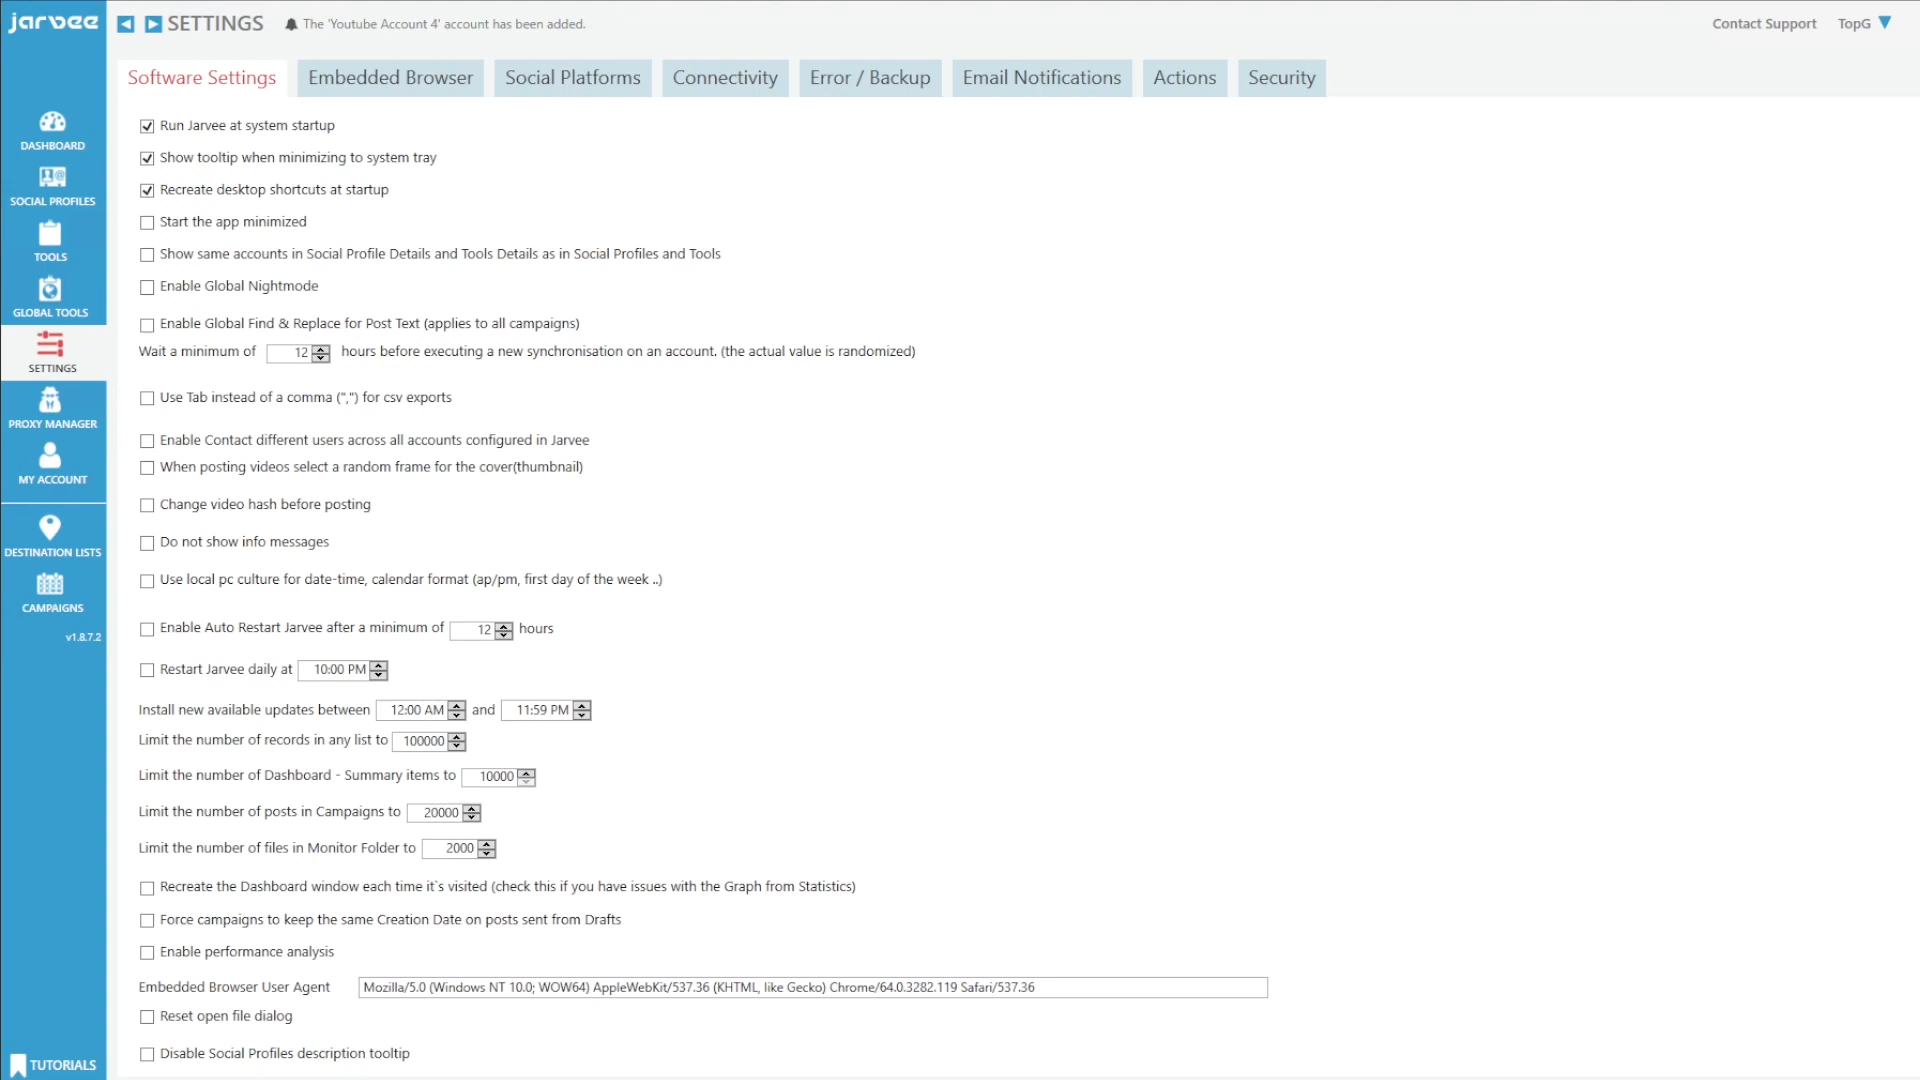 jarvee
SETTINGS
The 'Youtube Account 4' account has been added.
Contact Support
TopG
Software Settings
Embedded Browser
Social Platforms
Connectivity
Error / Backup
Email Notifications
Actions
Security
DASHBOARD
SOCIAL PROFILES
TOOLS
GLOBAL TOOLS
SETTINGS
PROXY MANAGER
MY ACCOUNT
DESTINATION LISTS
CAMPAIGNS
v1.8.7.2
TUTORIALS
Run Jarvee at system startup
Show tooltip when minimizing to system tray
Recreate desktop shortcuts at startup
Start the app minimized
Show same accounts in Social Profile Details and Tools Details as in Social Profiles and Tools
Enable Global Nightmode
Enable Global Find & Replace for Post Text (applies to all campaigns)
Wait a minimum of 12 hours before executing a new synchronisation on an account. (the actual value is randomized)
Use Tab instead of a comma (",") for csv exports
Enable Contact different users across all accounts configured in Jarvee
When posting videos select a random frame for the cover(thumbnail)
Change video hash before posting
Do not show info messages
Use local pc culture for date-time, calendar format (ap/pm, first day of the week ..)
Enable Auto Restart Jarvee after a minimum of 12 hours
Restart Jarvee daily at 10:00 PM
Install new available updates between 12:00 AM and 11:59 PM
Limit the number of records in any list to 100000
Limit the number of Dashboard - Summary items to 10000
Limit the number of posts in Campaigns to 20000
Limit the number of files in Monitor Folder to 2000
Recreate the Dashboard window each time it`s visited (check this if you have issues with the Graph from Statistics)
Force campaigns to keep the same Creation Date on posts sent from Drafts
Enable performance analysis
Embedded Browser User Agent Mozilla/5.0 (Windows NT 10.0; WOW64) AppleWebKit/537.36 (KHTML, like Gecko) Chrome/64.0.3282.119 Safari/537.36
Reset open file dialog
Disable Social Profiles description tooltip